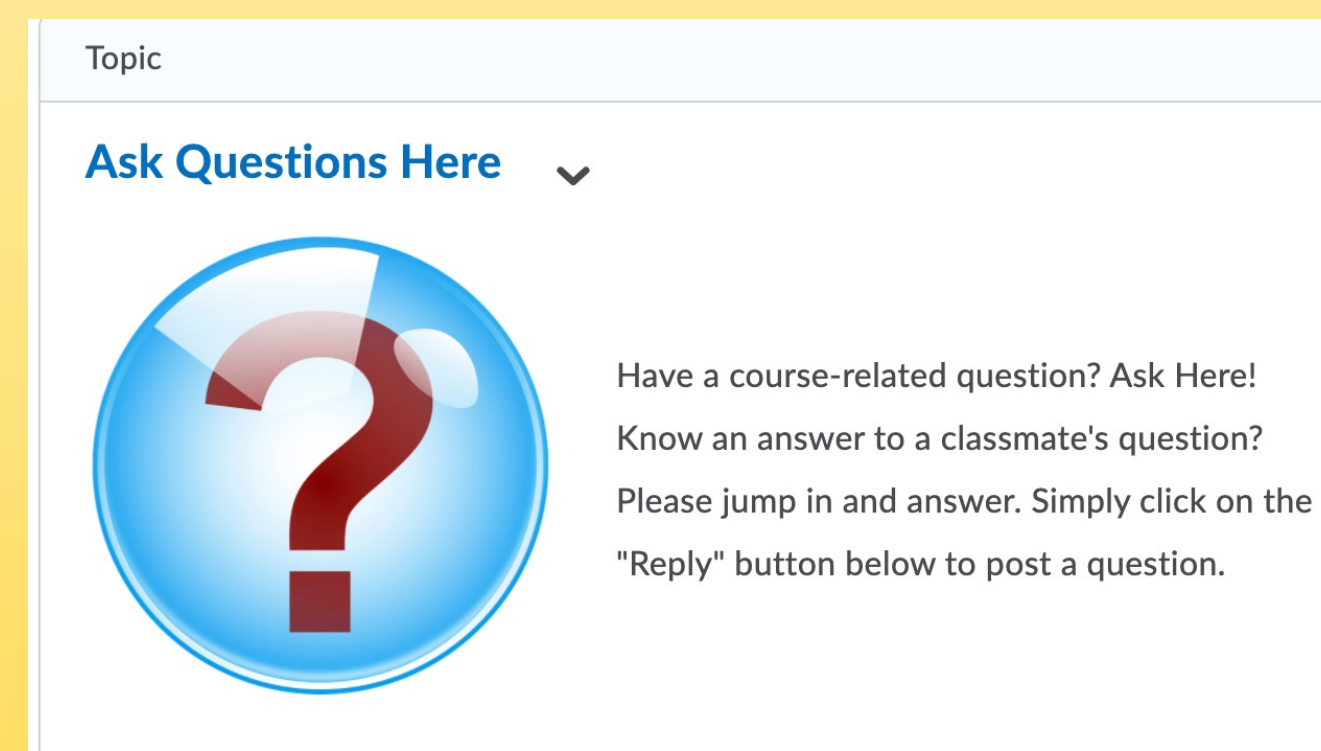 Topic
Ask Questions Here
Have a course-related question? Ask Here!
Know an answer to a classmate's question?
Please jump in and answer. Simply click on the
"Reply" button below to post a question.